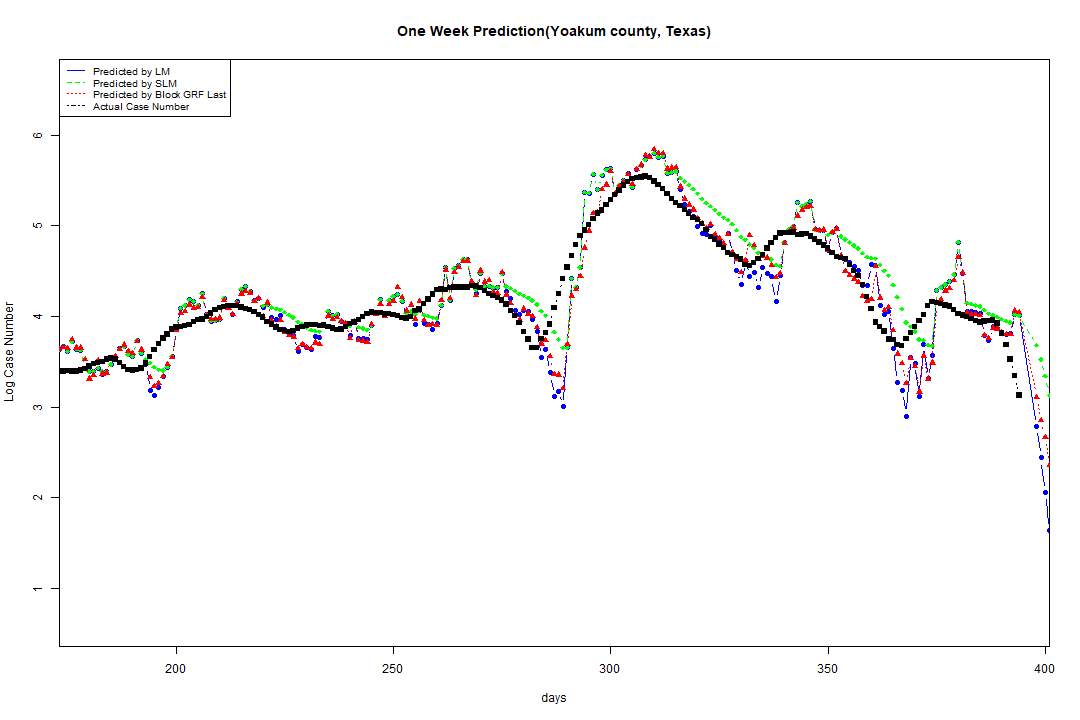 One Week Prediction(Yoakum county, Texas)
Predicted by LM
Predicted by SLM
Predicted by Block GRF Last
Actual Case Number
Log Case Number
6
5
4
3
2
1
200 250 300 350 400
days